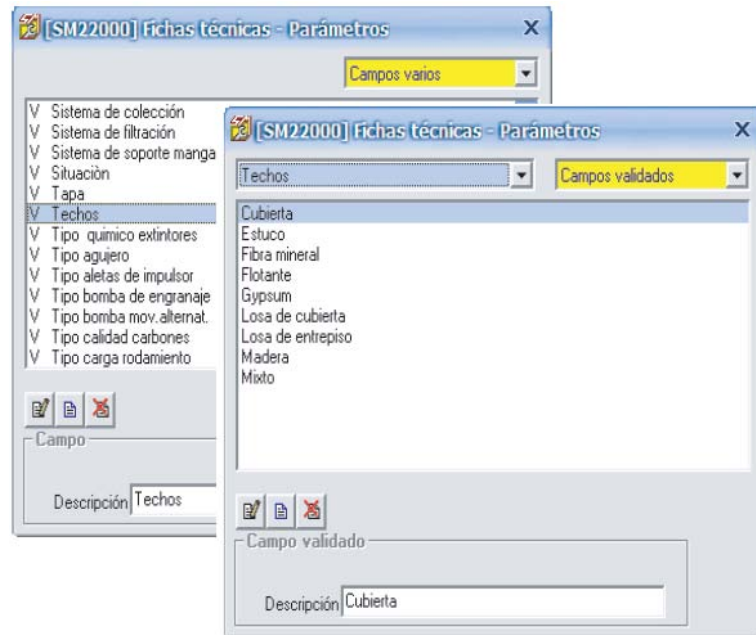 [SM22000] Fichas técnicas - Parámetros
X
Campos varios
V Sistema de colección
V Sistema de filtración
V Sistema de soporte manga
V Situaciòn
V Tapa
V Techos
V Tipo quimico extintores
V Tipo agujero
V Tipo aletas de impulsor
V Tipo bomba de engranaje
V Tipo bomba mov.alternat.
V Tipo calidad carbones
V Tipo carga rodamiento
Campo
Descripción Techos
[SM22000] Fichas técnicas - Parámetros
X
Techos
Campos validados
Cubierta
Estuco
Fibra mineral
Flotante
Gypsum
Losa de cubierta
Losa de entrepiso
Madera
Mixto
Campo validado
Descripción Cubierta